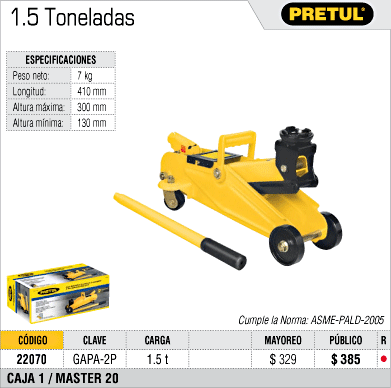 1.5 Toneladas
PRETUL®
ESPECIFICACIONES
Peso neto: 7 kg
Longitud: 410 mm
Altura máxima: 300 mm
Altura mínima: 130 mm
PRETUL
Cumple la Norma: ASME-PALD-2005
CÓDIGO CLAVE CARGA MAYOREO PÚBLICO R
22070 GAPA-2P 1.5 t $ 329 $ 385
CAJA 1 / MASTER 20